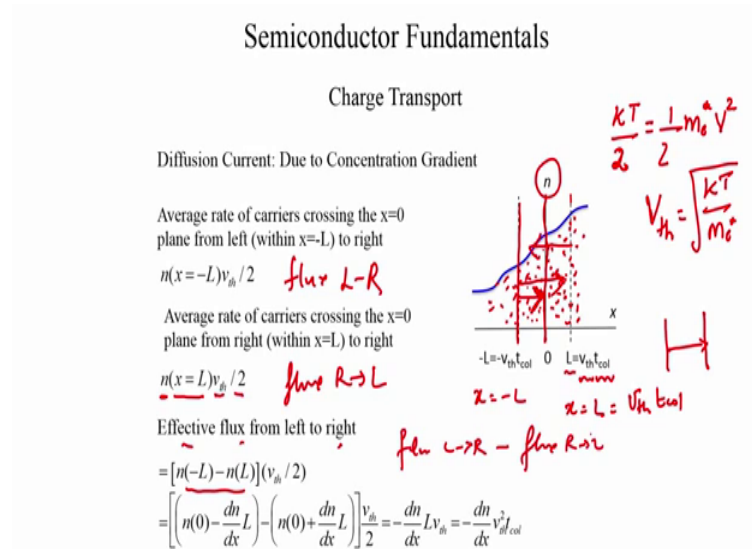 Semiconductor Fundamentals
Charge Transport
kT/2 = 1/2 m_e^* v^2
V_th = √(kT/m_e^*)
Diffusion Current: Due to Concentration Gradient
n
Average rate of carriers crossing the x=0
plane from left (within x=-L) to right
n(x=-L)v_th/2 flux L-R
Average rate of carriers crossing the x=0
plane from right (within x=L) to right
n(x=L)v_th/2 flux R→L
x
-L=-v_th t_col 0 L=v_th t_col
x=-L x=L=v_th t_col
Effective flux from left to right
flux L→R - flux R→L
=[n(-L)-n(L)](v_th/2)
=[(n(0)-dn/dx L)-(n(0)+dn/dx L)]v_th/2=-dn/dx Lv_th=-dn/dx v_th^2 t_col